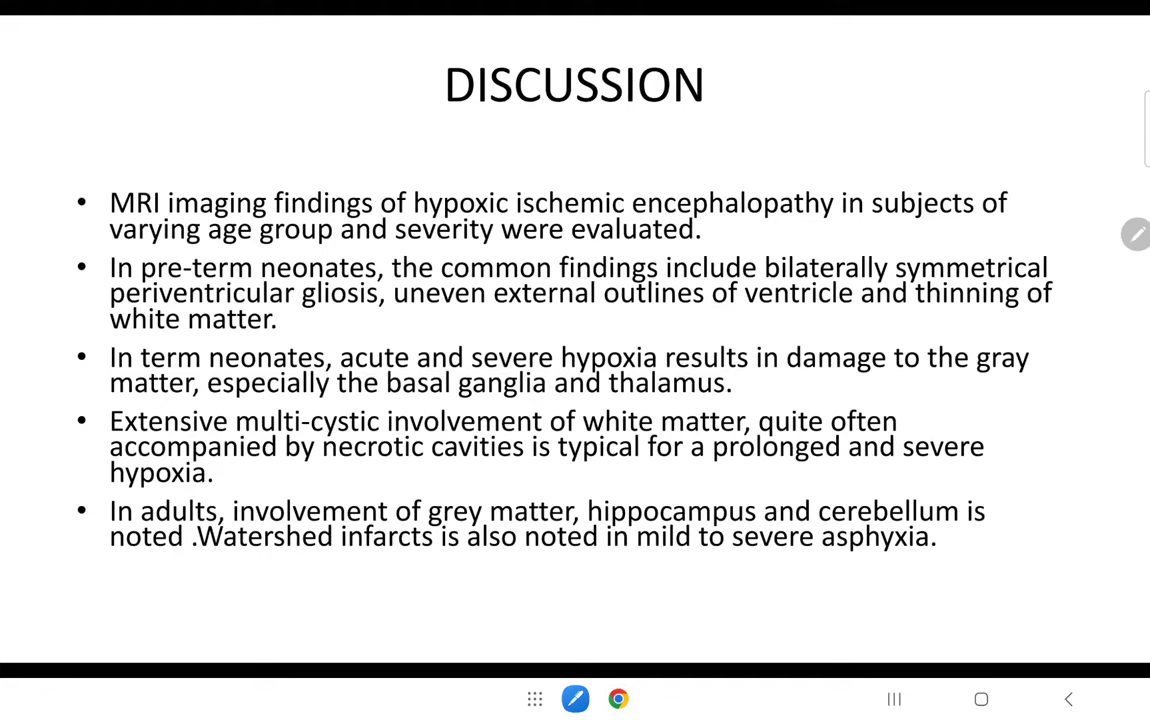 DISCUSSION
• MRI imaging findings of hypoxic ischemic encephalopathy in subjects of
varying age group and severity were evaluated.
• In pre-term neonates, the common findings include bilaterally symmetrical
periventricular gliosis, uneven external outlines of ventricle and thinning of
white matter.
• In term neonates, acute and severe hypoxia results in damage to the gray
matter, especially the basal ganglia and thalamus.
• Extensive multi-cystic involvement of white matter, quite often
accompanied by necrotic cavities is typical for a prolonged and severe
hypoxia.
• In adults, involvement of grey matter, hippocampus and cerebellum is
noted .Watershed infarcts is also noted in mild to severe asphyxia.